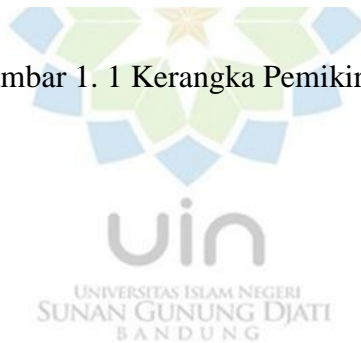 mbar 1. 1 Kerangka Pemikir
uin
UNIVERSITAS ISLAM NEGERI
SUNAN GUNUNG DJATI
BANDUNG